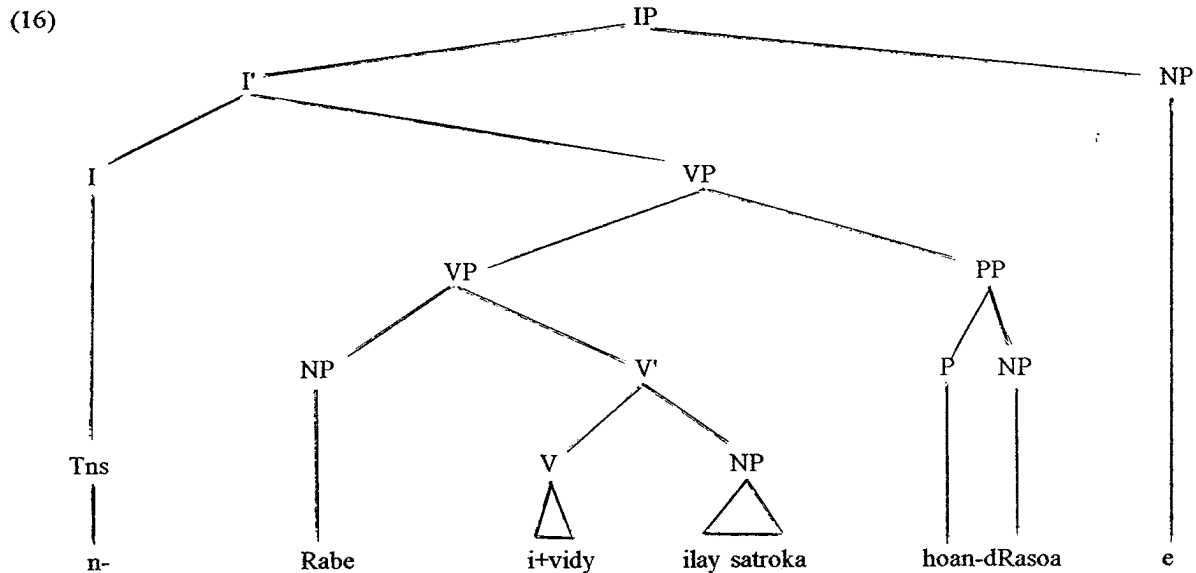 (16)
IP
I' NP
I VP
VP PP
NP V' P NP
Tns V NP
n- Rabe i+vidy ilay satroka hoan-dRasoa e